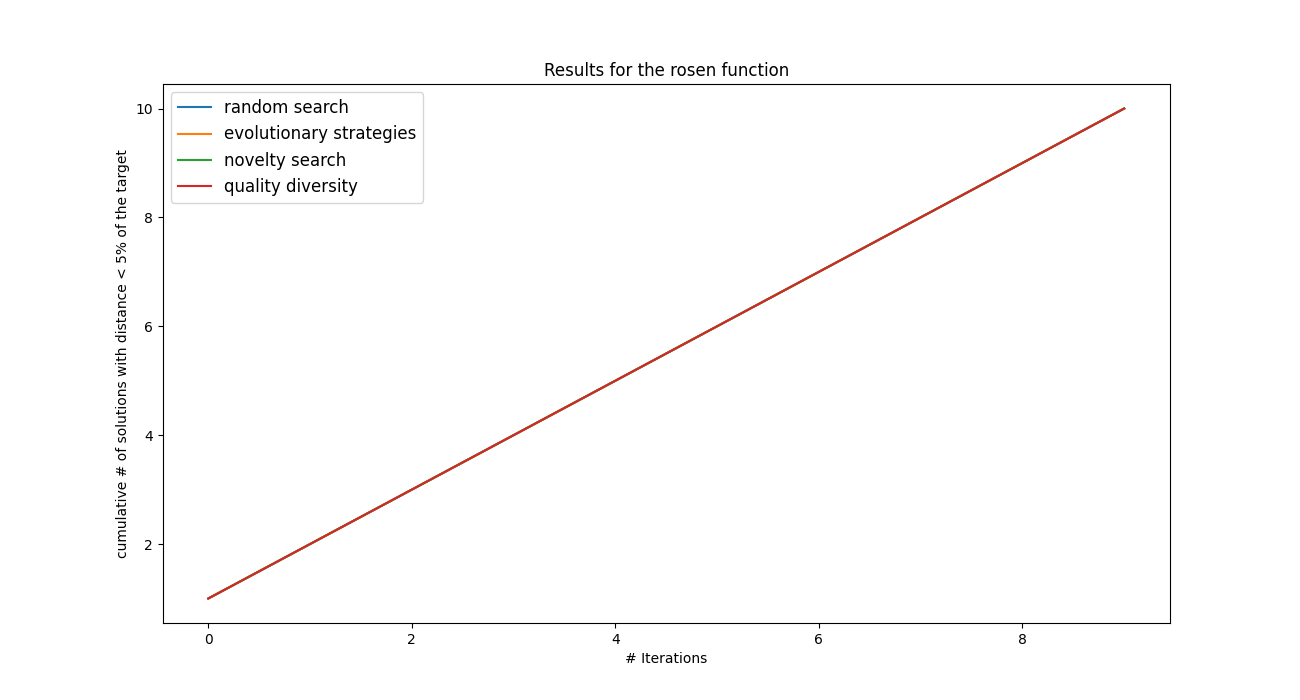 Results for the rosen function
random search
evolutionary strategies
novelty search
quality diversity
cumulative # of solutions with distance < 5% of the target
10
8
6
4
2
0 2 4 6 8
# Iterations